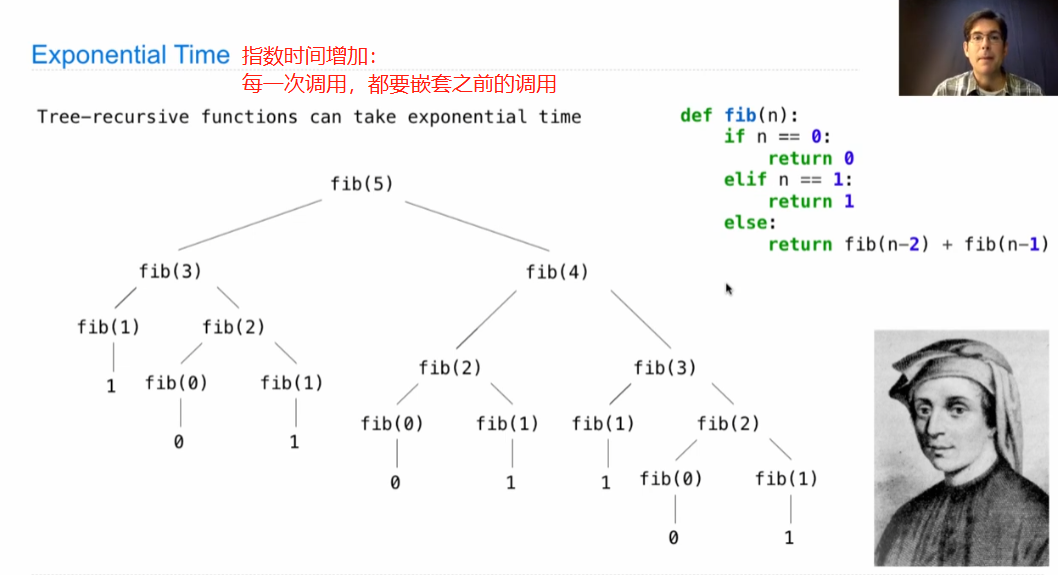 Exponential Time 指数时间增加:
每一次调用，都要嵌套之前的调用
Tree-recursive functions can take exponential time
def fib(n):
    if n == 0:
        return 0
    elif n == 1:
        return 1
    else:
        return fib(n-2) + fib(n-1)
fib(5)
fib(3) fib(4)
fib(1) fib(2)
fib(2) fib(3)
1 fib(0) fib(1)
fib(0) fib(1) fib(1) fib(2)
0 1
0 1 1 fib(0) fib(1)
0 1